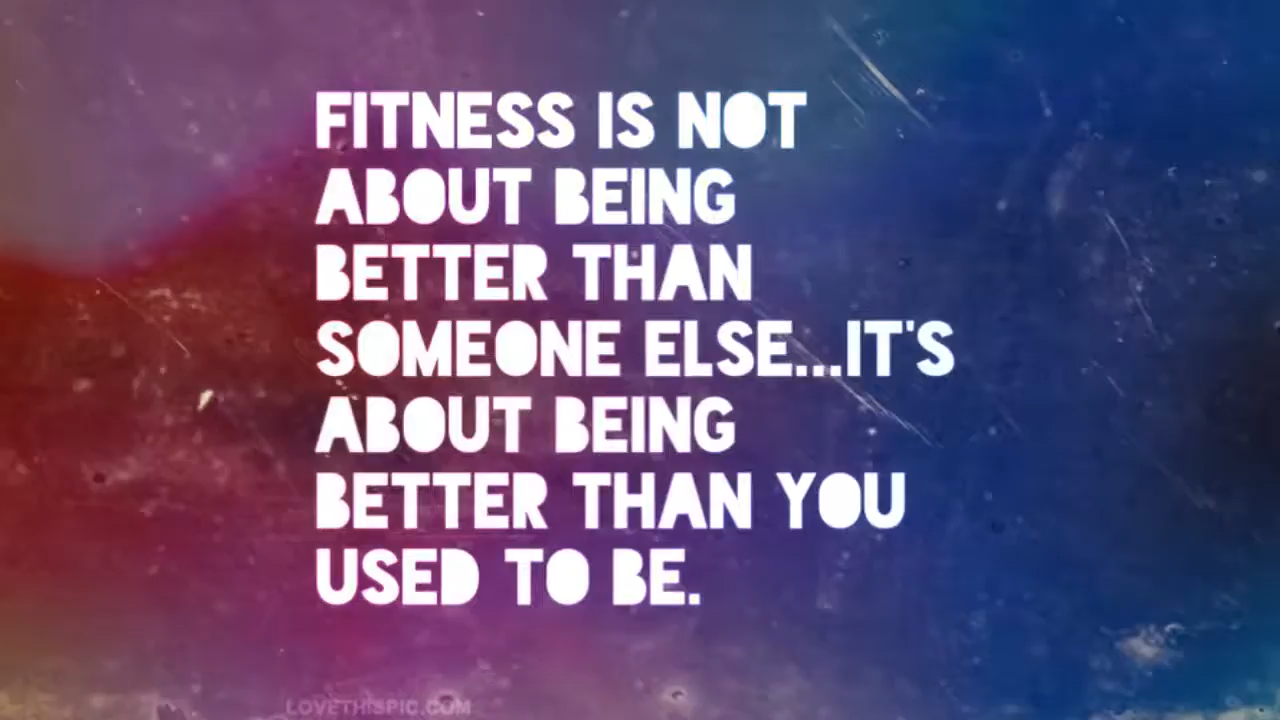 FITNESS IS NOT
ABOUT BEING
BETTER THAN
SOMEONE ELSE...IT'S
ABOUT BEING
BETTER THAN YOU
USED TO BE.
LOVETHISPIC.COM